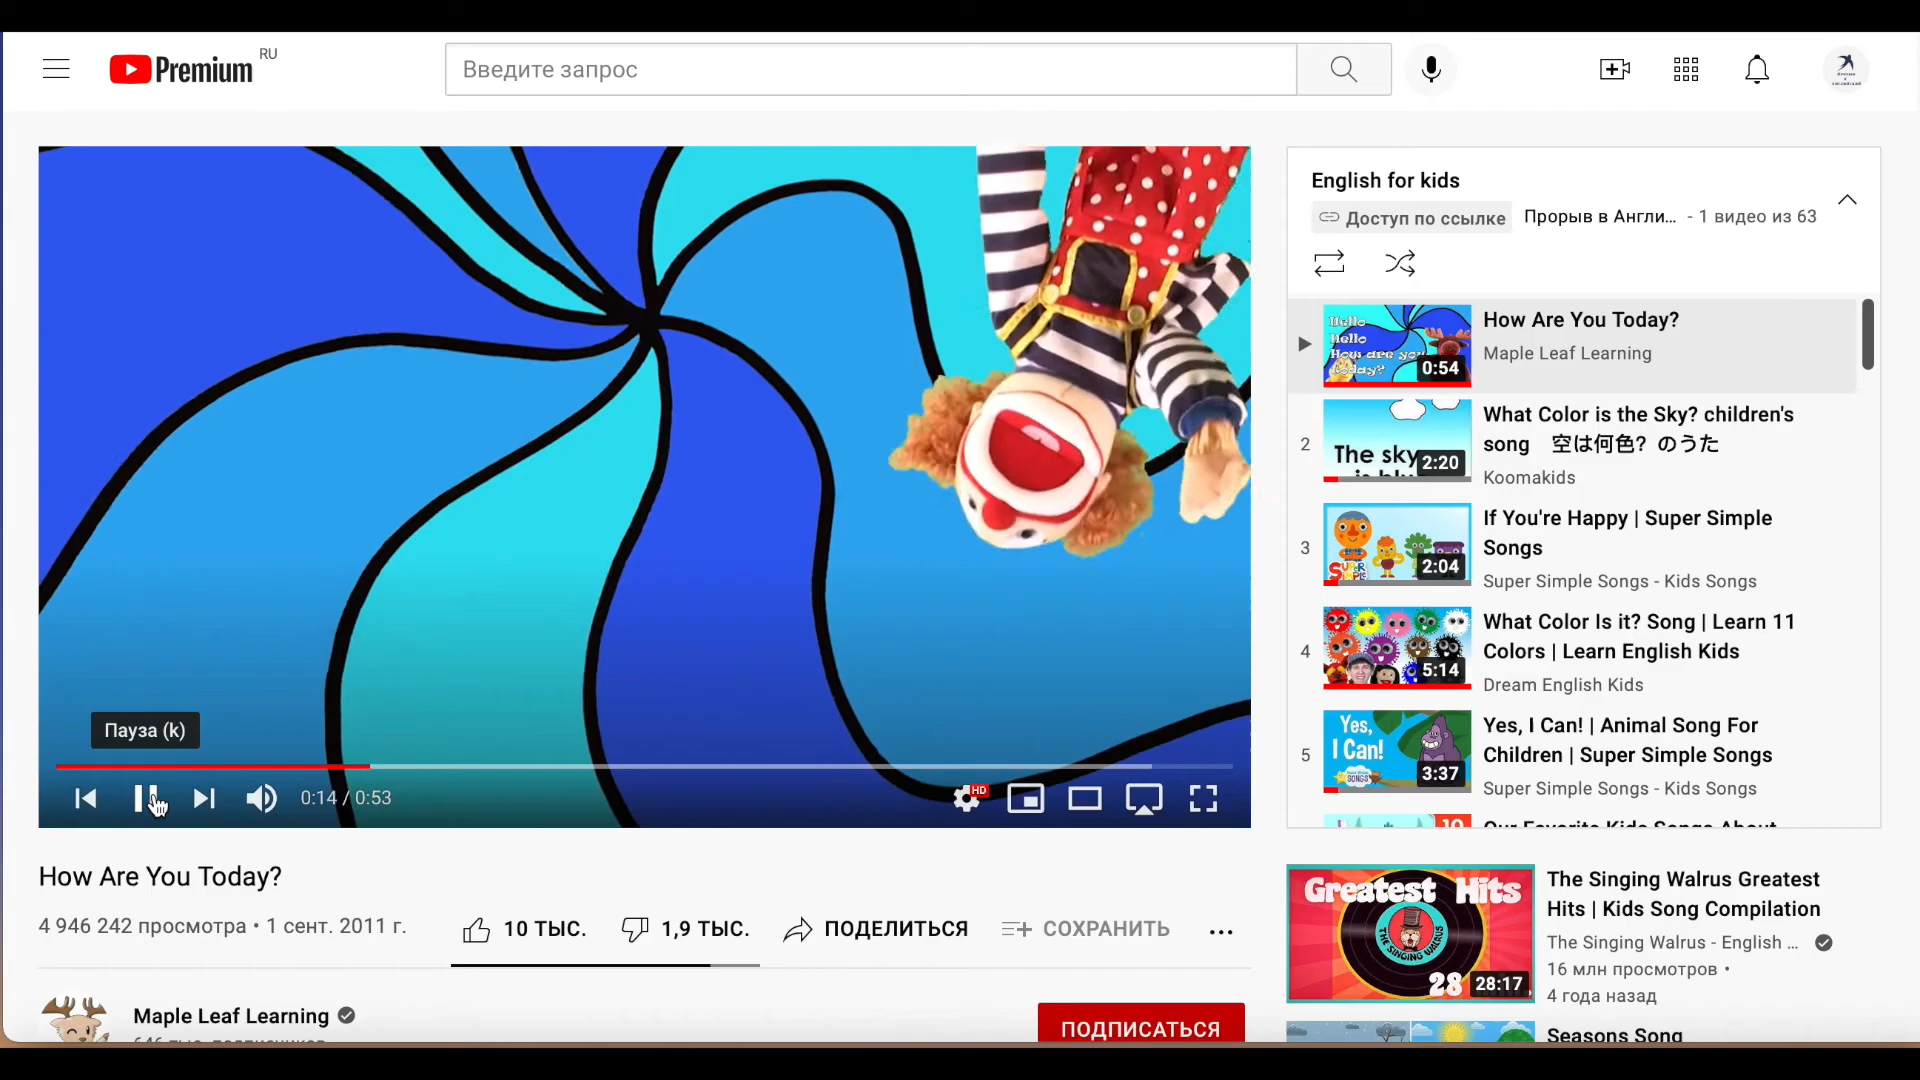 Premium RU
Введите запрос
Пауза (k)
0:14 / 0:53
HD
How Are You Today?
4 946 242 просмотра • 1 сент. 2011 г.
10 ТЫС.
1,9 ТЫС.
ПОДЕЛИТЬСЯ
СОХРАНИТЬ
Maple Leaf Learning
ПОДПИСАТЬСЯ
English for kids
Доступ по ссылке
Прорыв в Англи... - 1 видео из 63
Hello
Hello
How are you
today?
0:54
How Are You Today?
Maple Leaf Learning
2
The sky
2:20
What Color is the Sky? children's
song 空は何色? のうた
Koomakids
3
SUPER
SIMPLE
2:04
If You're Happy | Super Simple
Songs
Super Simple Songs - Kids Songs
4
5:14
What Color Is it? Song | Learn 11
Colors | Learn English Kids
Dream English Kids
5
Yes,
I Can!
3:37
Yes, I Can! | Animal Song For
Children | Super Simple Songs
Super Simple Songs - Kids Songs
Our Favorite Kids Songs About
Greatest Hits
THE SINGING WALRUS
28
28:17
The Singing Walrus Greatest
Hits | Kids Song Compilation
The Singing Walrus - English ...
16 млн просмотров •
4 года назад
Seasons Song